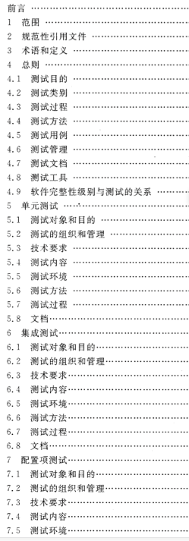 前言 ……………………
1 范围 ……………………
2 规范性引用文件 ……………………
3 术语和定义 ……………………
4 总则 ……………………
4.1 测试目的 ……………………
4.2 测试类别 ……………………
4.3 测试过程 ……………………
4.4 测试方法 ……………………
4.5 测试用例 ……………………
4.6 测试管理 ……………………
4.7 测试文档 ……………………
4.8 测试工具 ……………………
4.9 软件完整性级别与测试的关系 ……………………
5 单元测试 ……………………
5.1 测试对象和目的 ……………………
5.2 测试的组织和管理 ……………………
5.3 技术要求 ……………………
5.4 测试内容 ……………………
5.5 测试环境 ……………………
5.6 测试方法 ……………………
5.7 测试过程 ……………………
5.8 文档 ……………………
6 集成测试 ……………………
6.1 测试对象和目的 ……………………
6.2 测试的组织和管理 ……………………
6.3 技术要求 ……………………
6.4 测试内容 ……………………
6.5 测试环境 ……………………
6.6 测试方法 ……………………
6.7 测试过程 ……………………
6.8 文档 ……………………
7 配置项测试 ……………………
7.1 测试对象和目的 ……………………
7.2 测试的组织和管理 ……………………
7.3 技术要求 ……………………
7.4 测试内容 ……………………
7.5 测试环境 ……………………